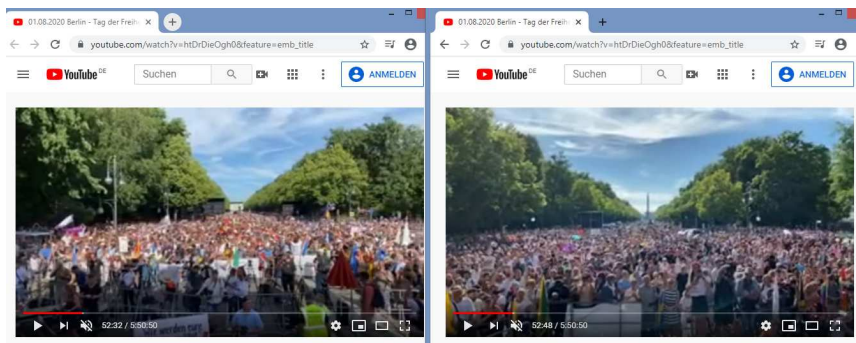 01.08.2020 Berlin - Tag der Freih
youtube.com/watch?v=htDrDieOgh0&feature=emb_title
YouTube DE
Suchen
ANMELDEN
52:32 / 5:50:50
01.08.2020 Berlin - Tag der Freih
youtube.com/watch?v=htDrDieOgh0&feature=emb_title
YouTube DE
Suchen
ANMELDEN
52:48 / 5:50:50